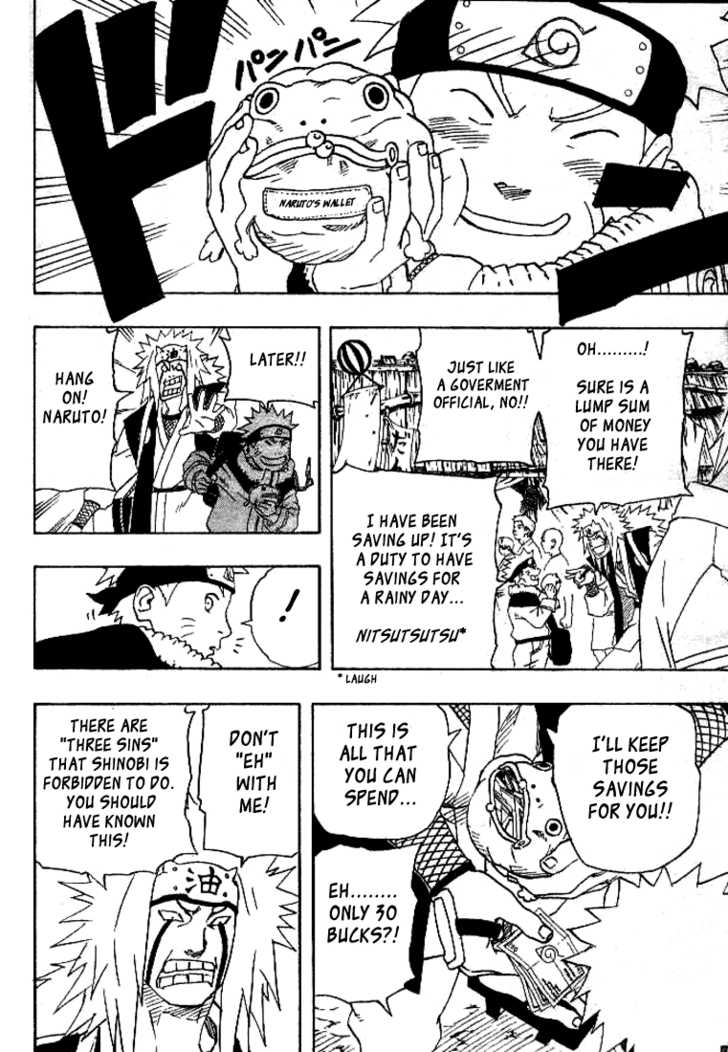 パンパン
ドン
NARUTO'S WALLET
OH.........!
SURE IS A
LUMP SUM
OF MONEY
YOU HAVE
THERE!
JUST LIKE
A GOVERMENT
OFFICIAL, NO!!
I HAVE BEEN
SAVING UP! IT'S
A DUTY TO HAVE
SAVINGS FOR
A RAINY DAY...
NITSUTSUTSU*
* LAUGH
LATER!!
HANG
ON!
NARUTO!
!
I'LL KEEP
THOSE
SAVINGS
FOR YOU!!
THIS IS
ALL THAT
YOU CAN
SPEND...
EH........
ONLY 30
BUCKS?!
DON'T
"EH"
WITH
ME!
THERE ARE
"THREE SINS"
THAT SHINOBI IS
FORBIDDEN TO DO.
YOU SHOULD
HAVE KNOWN
THIS!
油